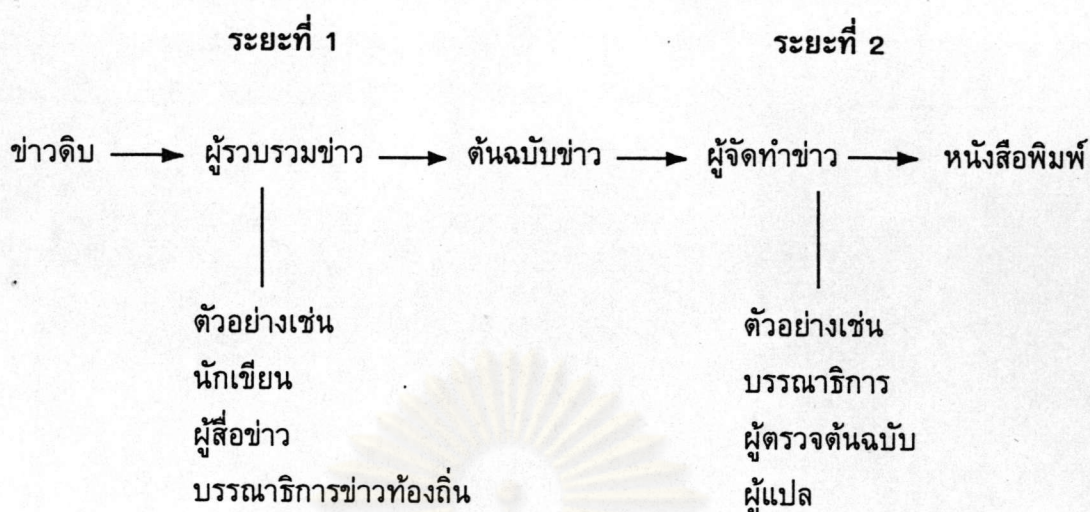 ระยะที่ 1 ระยะที่ 2
ข่าวดิบ → ผู้รวบรวมข่าว → ต้นฉบับข่าว → ผู้จัดทำข่าว → หนังสือพิมพ์
ตัวอย่างเช่น ตัวอย่างเช่น
นักเขียน บรรณาธิการ
ผู้สื่อข่าว ผู้ตรวจต้นฉบับ
บรรณาธิการข่าวท้องถิ่น ผู้แปล